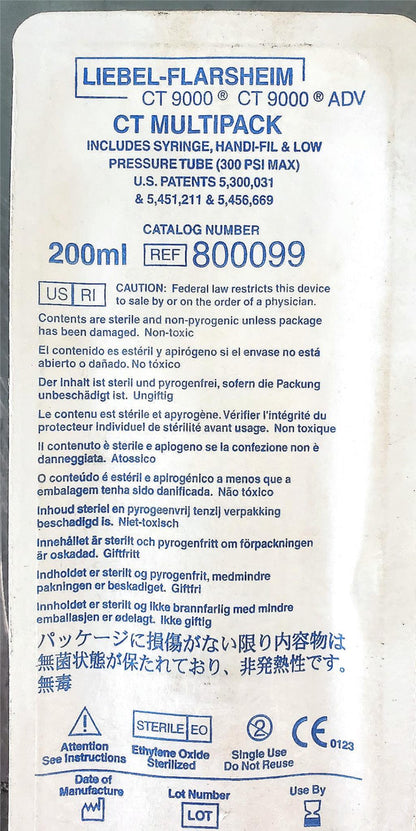 LIEBEL-FLARSHEIM
CT 9000 ® CT 9000 ® ADV
CT MULTIPACK
INCLUDES SYRINGE, HANDI-FIL & LOW
PRESSURE TUBE (300 PSI MAX)
U.S. PATENTS 5,300,031
& 5,451,211 & 5,456,669
CATALOG NUMBER
200ml REF 800099
US RI CAUTION: Federal law restricts this device
to sale by or on the order of a physician.
Contents are sterile and non-pyrogenic unless package
has been damaged. Non-toxic
El contenido es estéril y apirógeno si el envase no está
abierto o dañado. No tóxico
Der Inhalt ist steril und pyrogenfrei, sofern die Packung
unbeschädigt ist. Ungiftig
Le contenu est stérile et apyrogène. Vérifier l'intégrité du
protecteur individuel de stérilité avant usage. Non toxique
Il contenuto è sterile e apiogeno se la confezione non è
danneggiata. Atossico
O conteúdo é estéril e apirogénico a menos que a
embalagem tenha sido danificada. Não tóxico
Inhoud steriel en pyrogeenvrij tenzij verpakking
beschadigd is. Niet-toxisch
Innehållet är sterilt och pyrogenfritt om förpackningen
är oskadad. Giftfritt
Indholdet er sterilt og pyrogenfrit, medmindre
pakningen er beskadiget. Giftfri
Innholdet er sterilt og ikke brannfarlig med mindre
emballasjen er ødelagt. Ikke giftig
パッケージに損傷がない限り内容物は
無菌状態が保たれており、非発熱性です。
無毒
STERILE EO
2
CE 0123
Attention
See Instructions
Ethylene Oxide
Sterilized
Single Use
Do Not Reuse
Date of
Manufacture
Lot Number
LOT
Use By